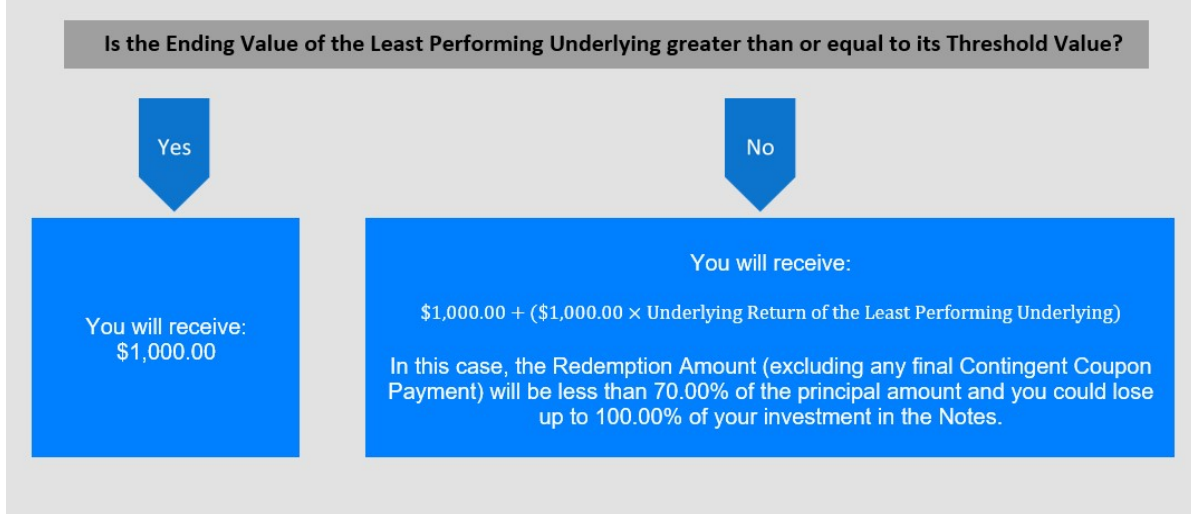 Is the Ending Value of the Least Performing Underlying greater than or equal to its Threshold Value?
Yes
No
You will receive:
$1,000.00
You will receive:
$1,000.00 + ($1,000.00 × Underlying Return of the Least Performing Underlying)
In this case, the Redemption Amount (excluding any final Contingent Coupon
Payment) will be less than 70.00% of the principal amount and you could lose
up to 100.00% of your investment in the Notes.